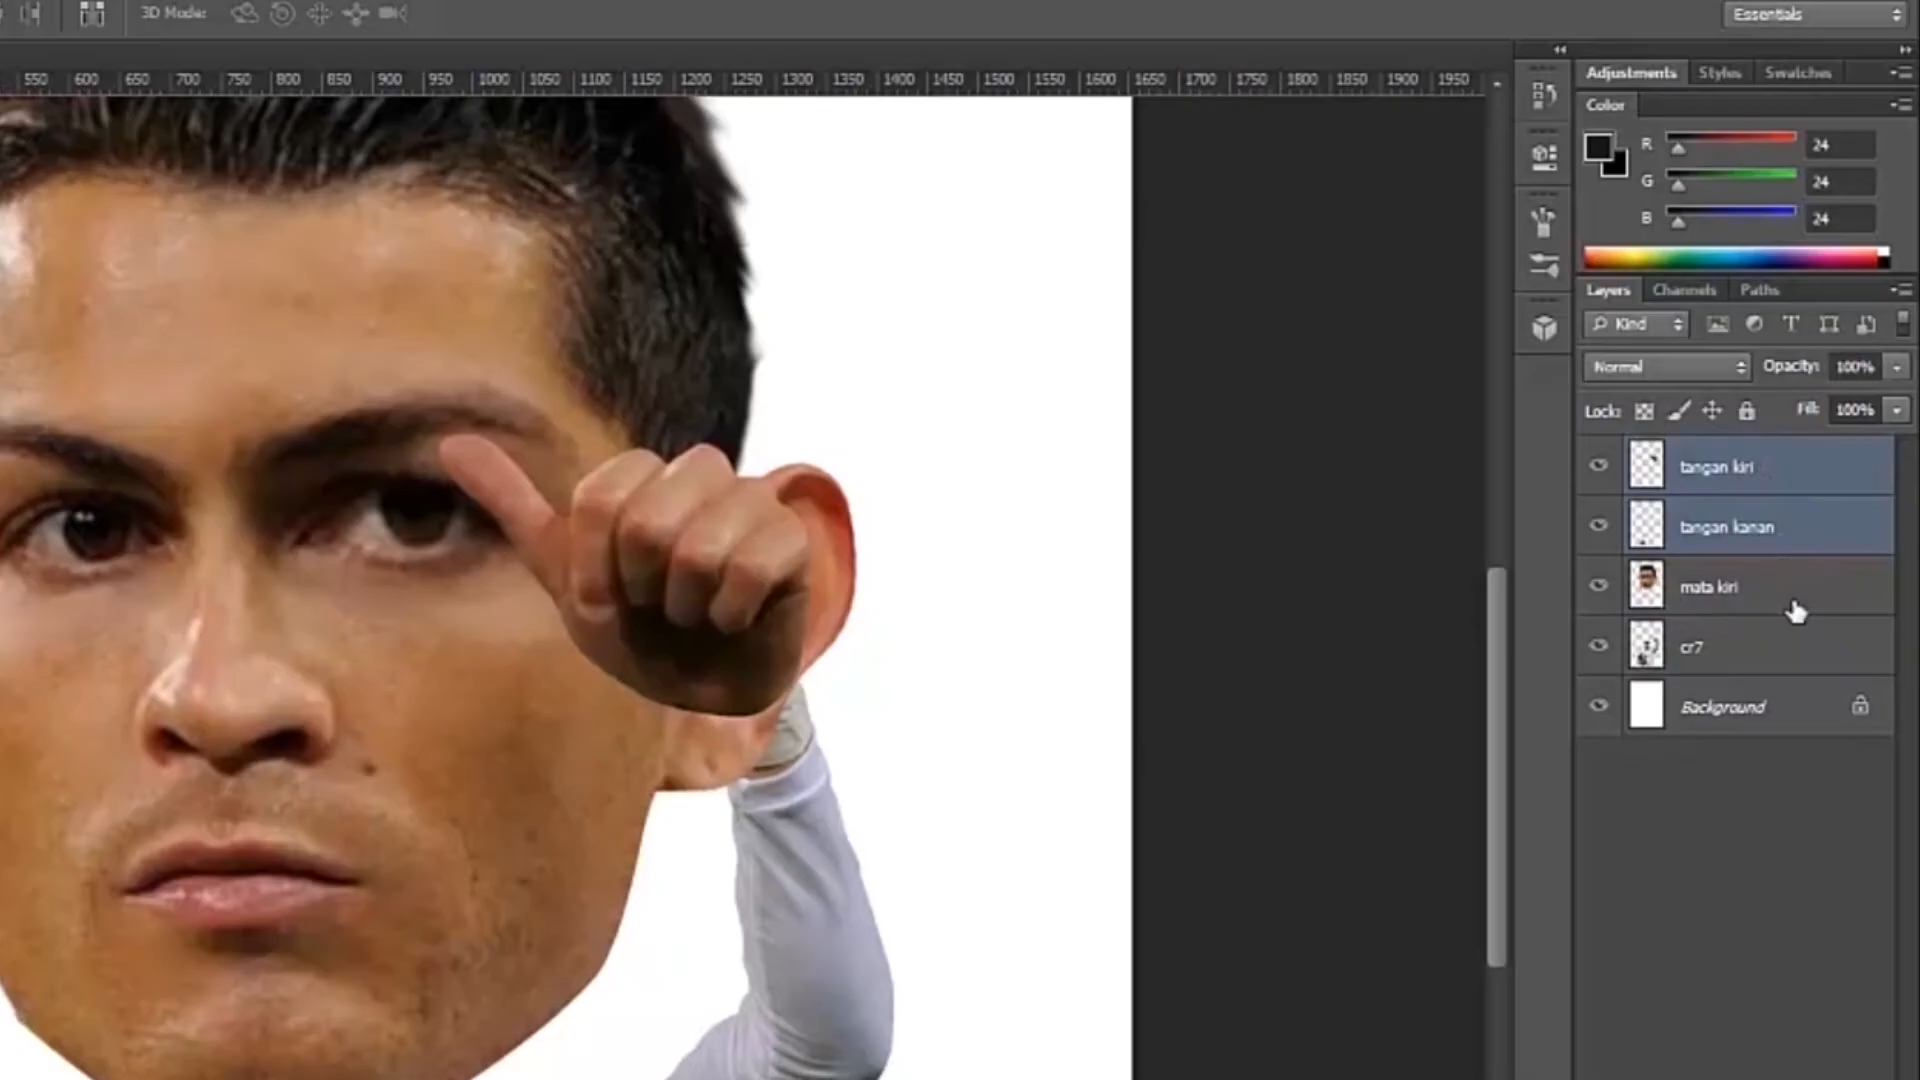 3D Mode:
Essentials
550 600 650 700 750 800 850 900 950 1000 1050 1100 1150 1200 1250 1300 1350 1400 1450 1500 1550 1600 1650 1700 1750 1800 1850 1900 1950
Adjustments Styles Swatches
Color
R 24
G 24
B 24
Layers Channels Paths
Kind T
Normal Opacity: 100%
Lock: Fill: 100%
tangan kiri
tangan kanan
mata kiri
cr7
Background